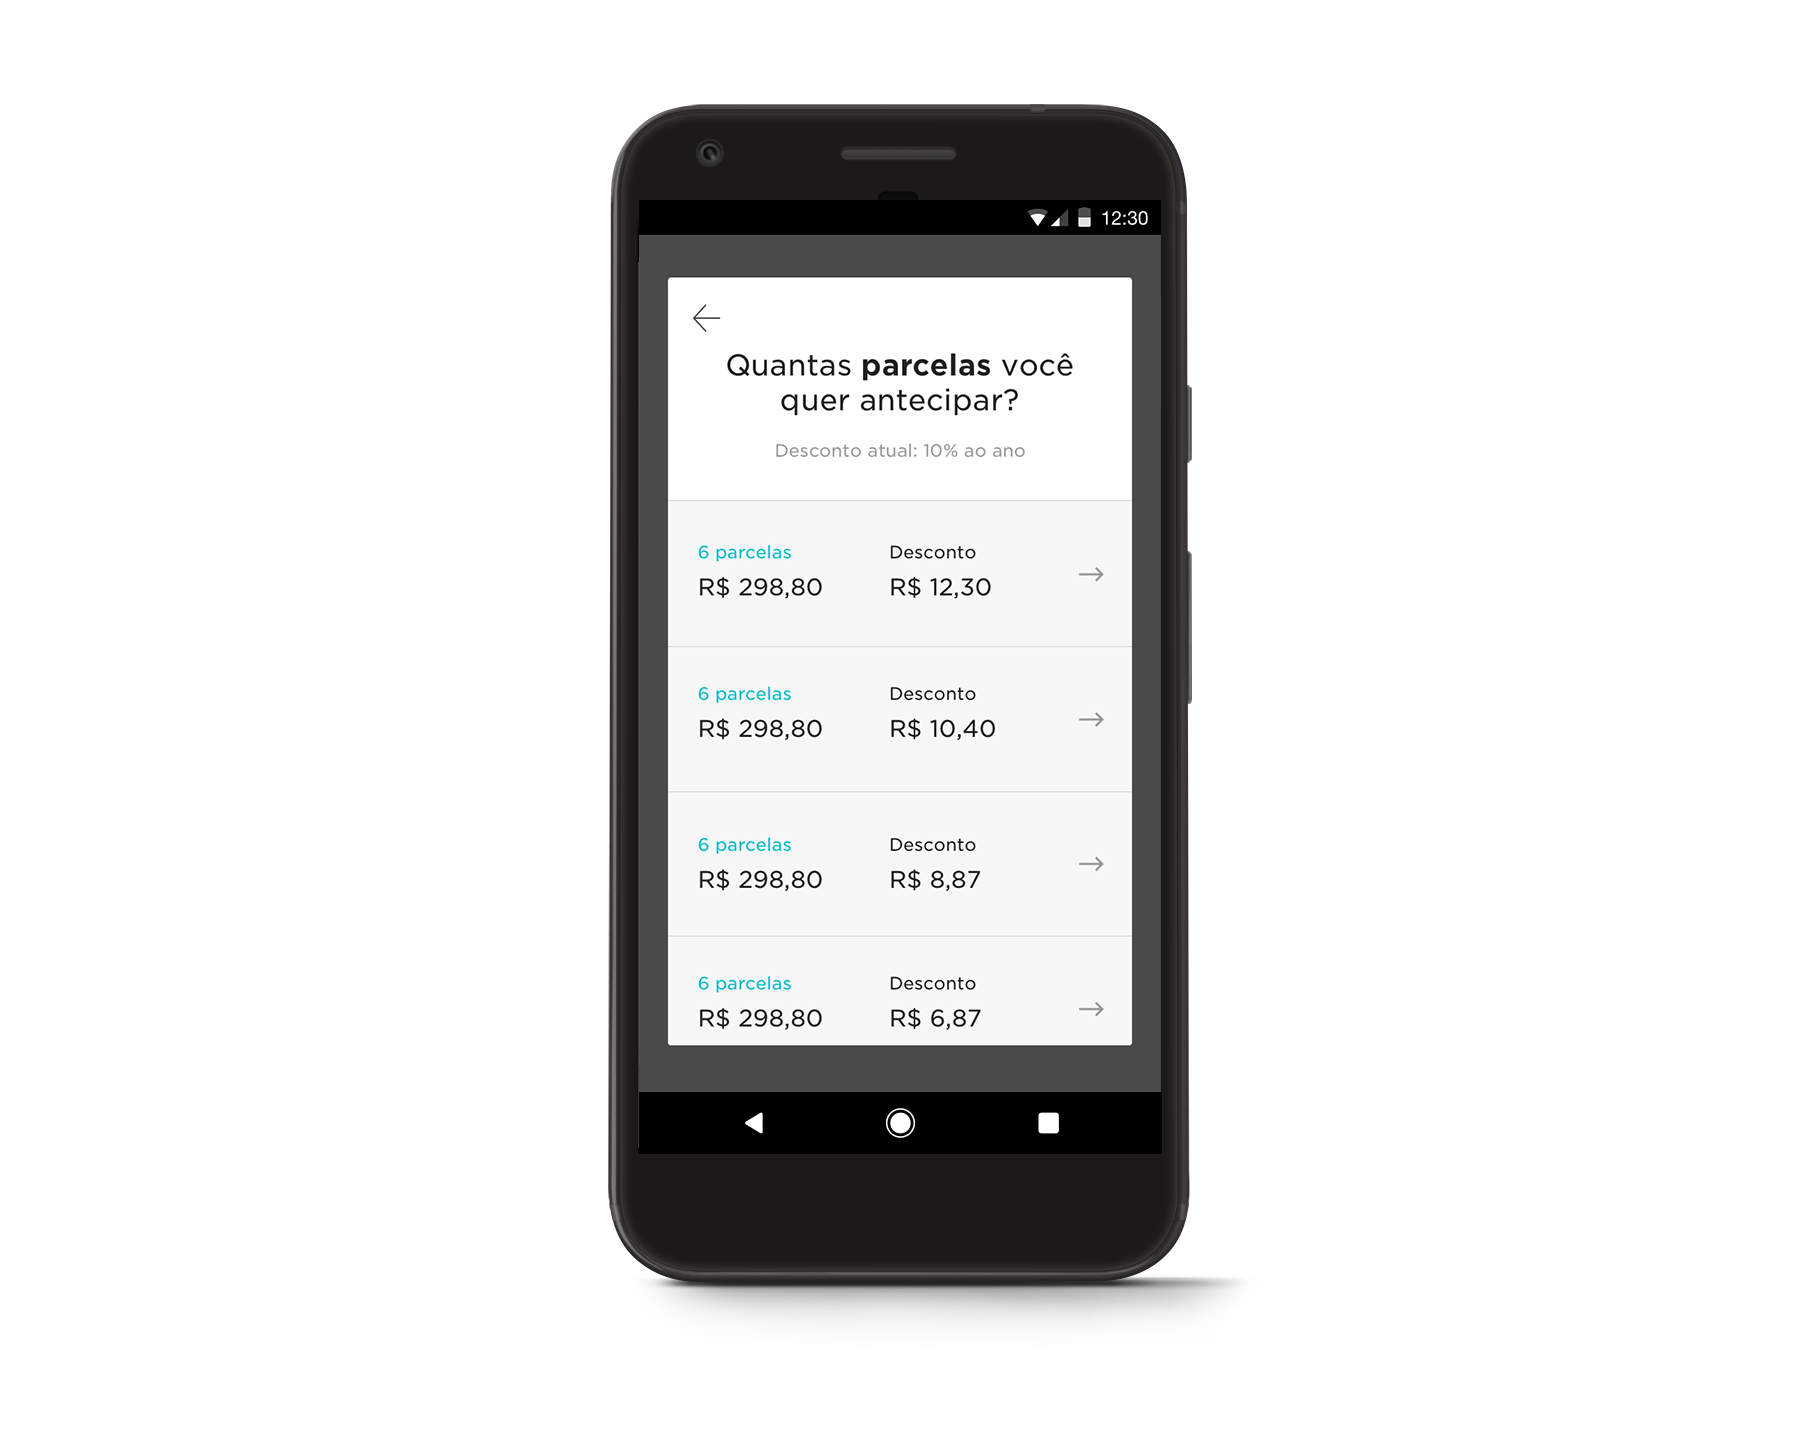 12:30
Quantas parcelas você
quer antecipar?
Desconto atual: 10% ao ano
6 parcelas Desconto
R$ 298,80 R$ 12,30
6 parcelas Desconto
R$ 298,80 R$ 10,40
6 parcelas Desconto
R$ 298,80 R$ 8,87
6 parcelas Desconto
R$ 298,80 R$ 6,87